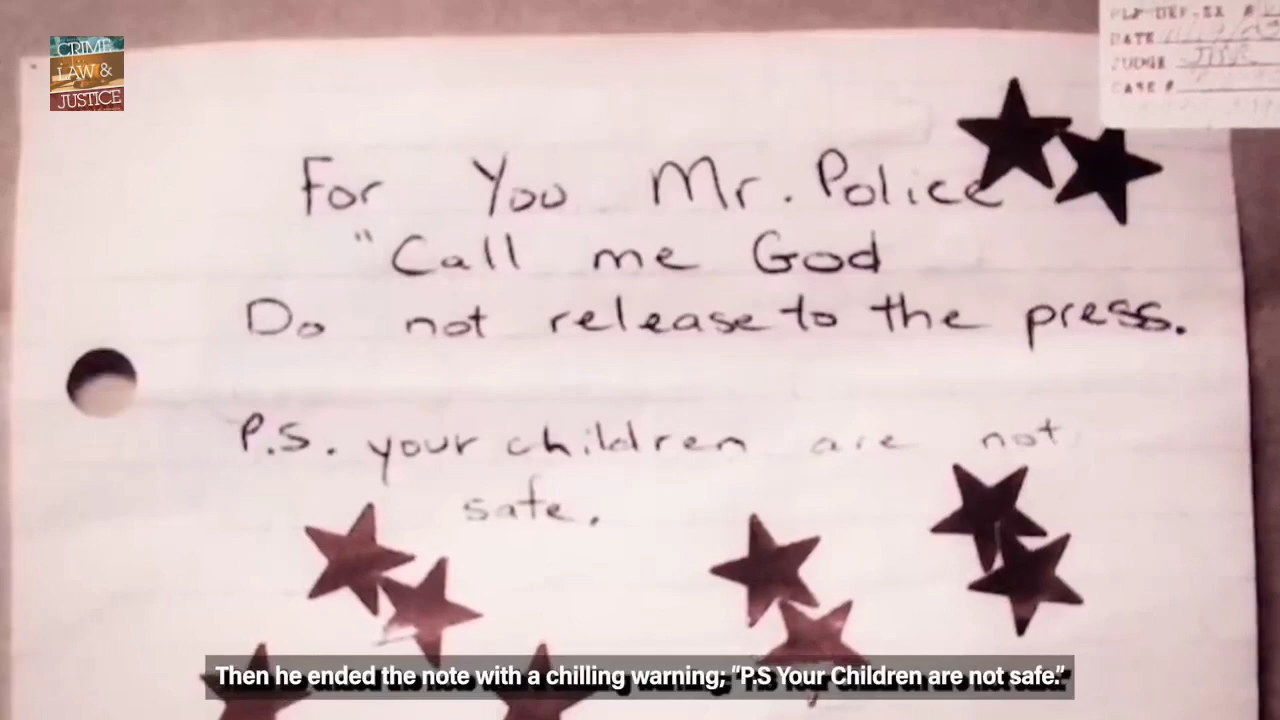 CRIME
LAW &
JUSTICE
DATE
JUDGE
CASE #
For You Mr. Police
"Call me God
Do not release to the press.
P.S. your children are not
safe.
Then he ended the note with a chilling warning; “P.S Your Children are not safe.”